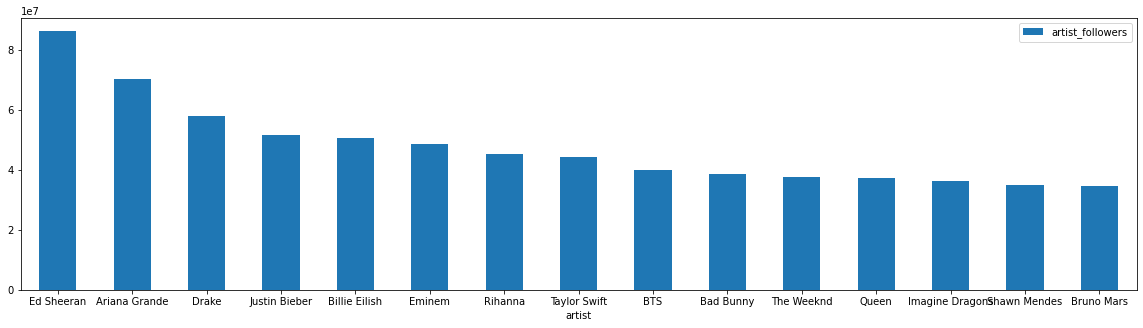 1e7
artist_followers
8
6
4
2
0
Ed Sheeran Ariana Grande Drake Justin Bieber Billie Eilish Eminem Rihanna Taylor Swift BTS Bad Bunny The Weeknd Queen Imagine Dragons Shawn Mendes Bruno Mars
artist